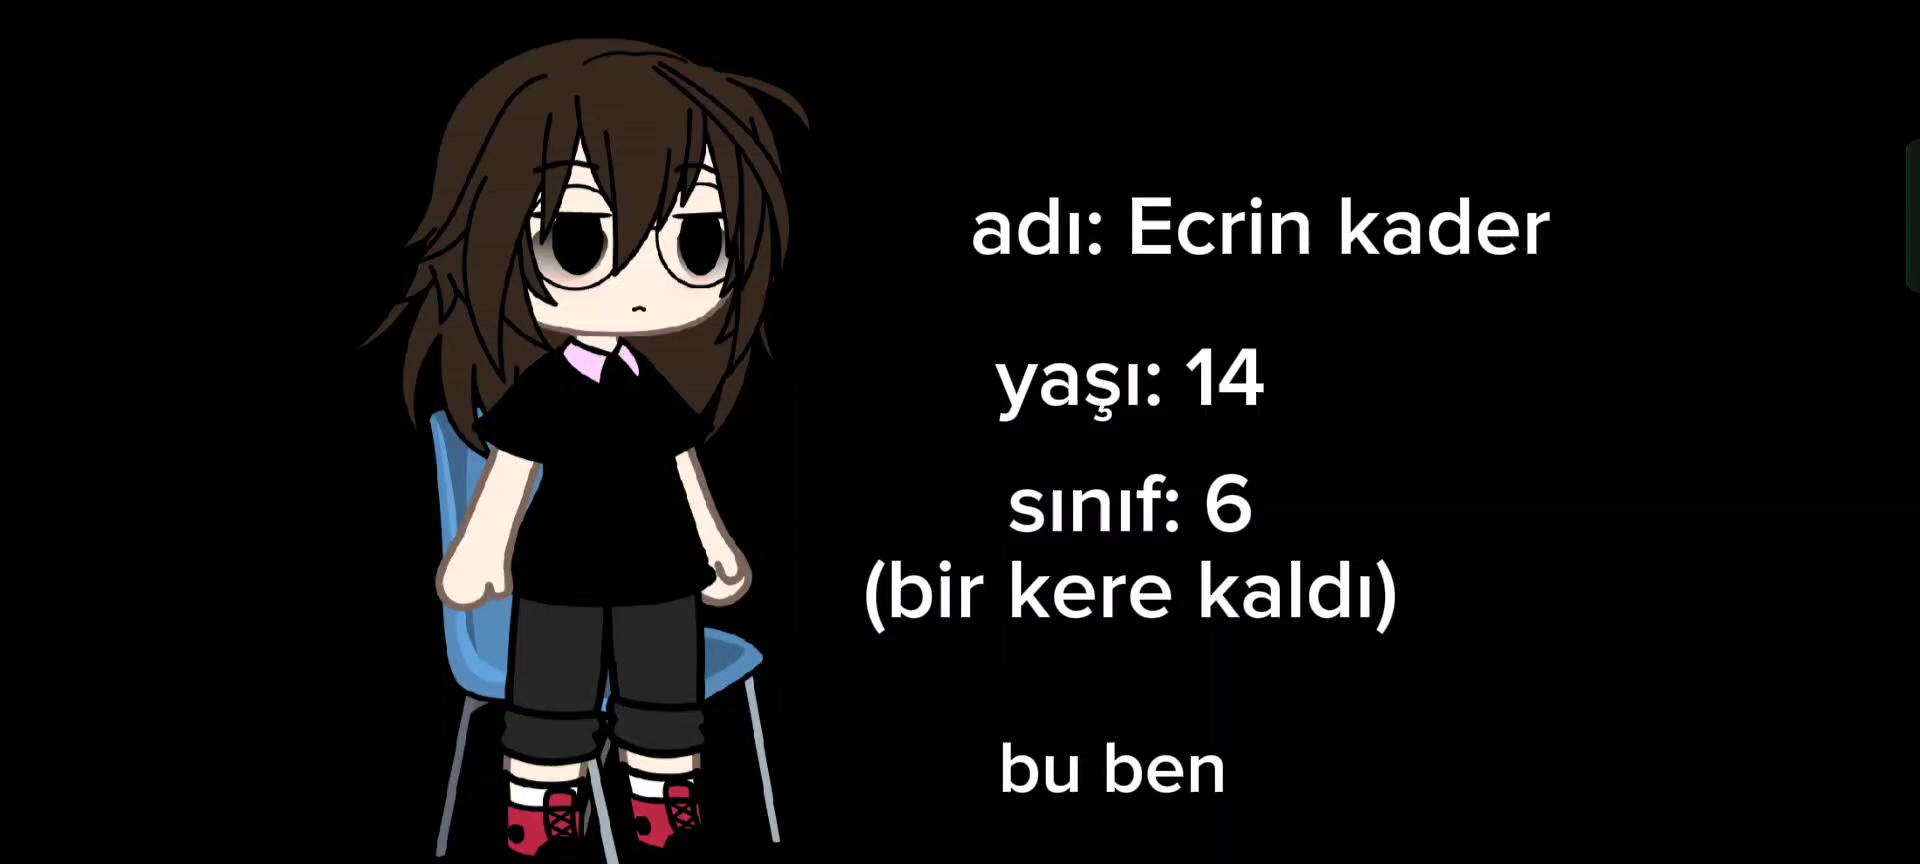 adı: Ecrin kader
yaşı: 14
sınıf: 6
(bir kere kaldı)
bu ben